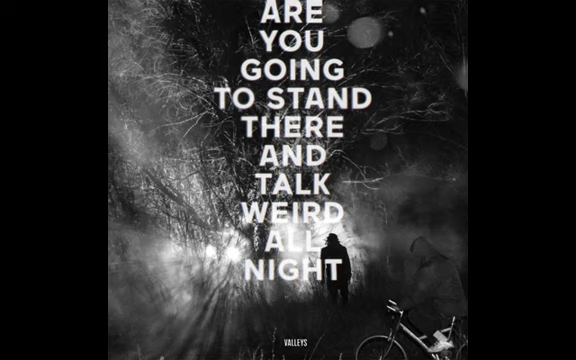 ARE
YOU
GOING
TO STAND
THERE
AND
TALK
WEIRD
ALL
NIGHT
VALLEYS